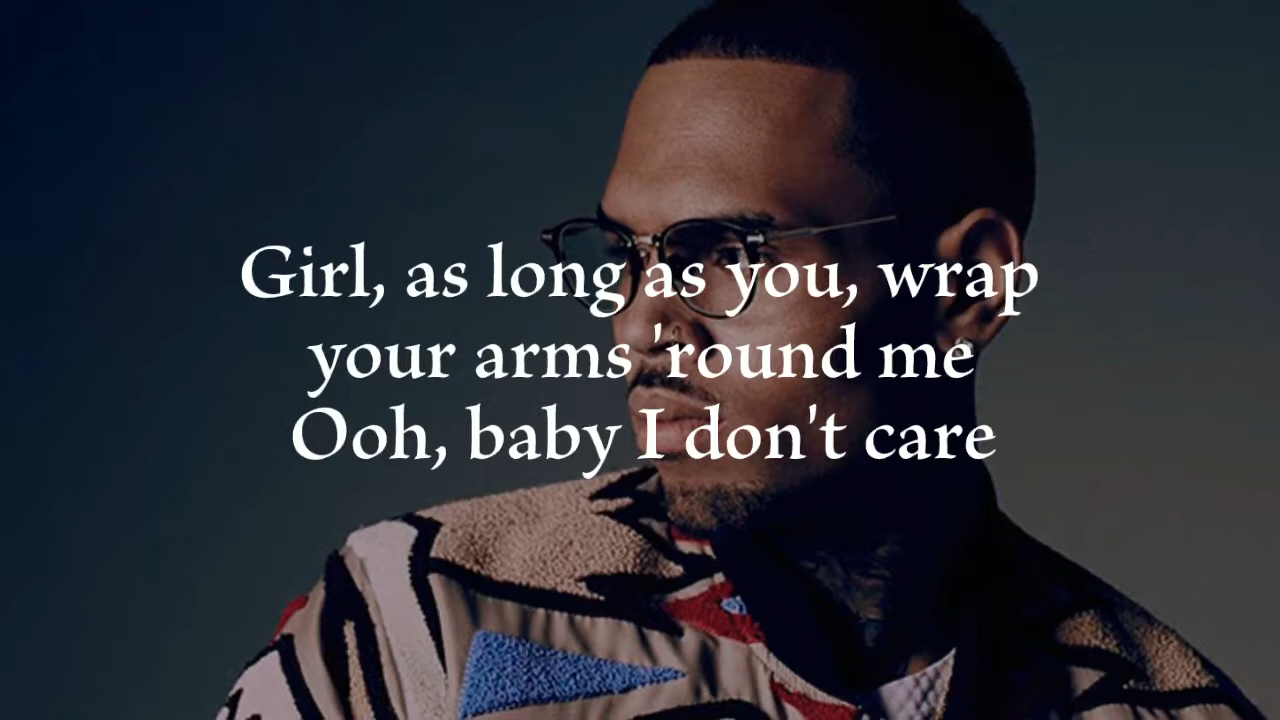 Girl, as long as you, wrap
your arms 'round me
Ooh, baby I don't care